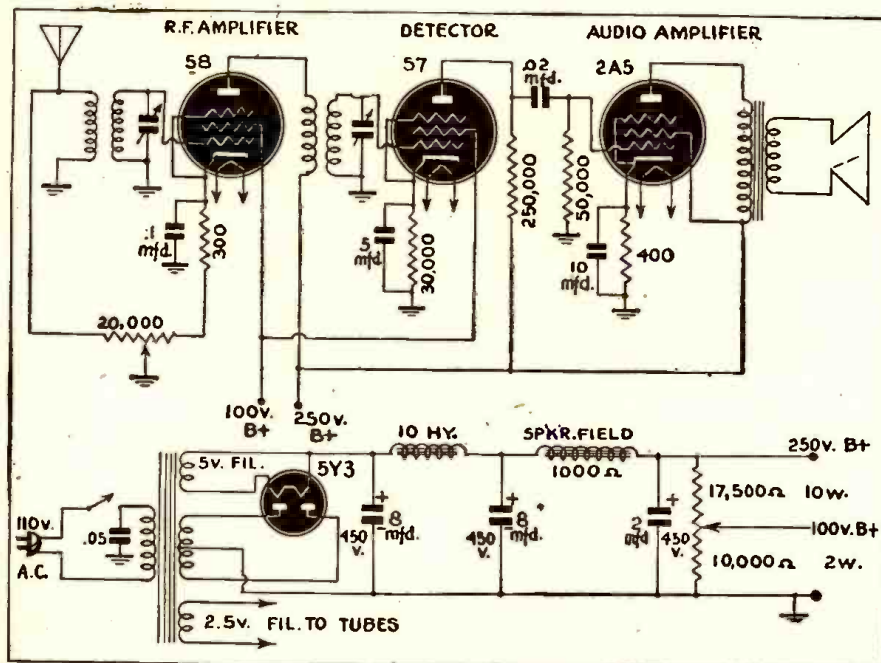 R.F. AMPLIFIER
DETECTOR
AUDIO AMPLIFIER
58
57
.02
mfd.
2A5
.1
mfd.
300
.5
mfd.
30,000
250,000
50,000
10
mfd.
400
20,000
100v.
B+
250v.
B+
10 HY.
SPKR.FIELD
1000Ω
250v. B+
5v. FIL.
5Y3
110v.
A.C.
.05
+
8
mfd.
450
v.
+
8
mfd.
450
v.
+
2
mfd
450
v.
17,500Ω 10w.
100v.B+
10,000Ω 2w.
2.5v. FIL. TO TUBES